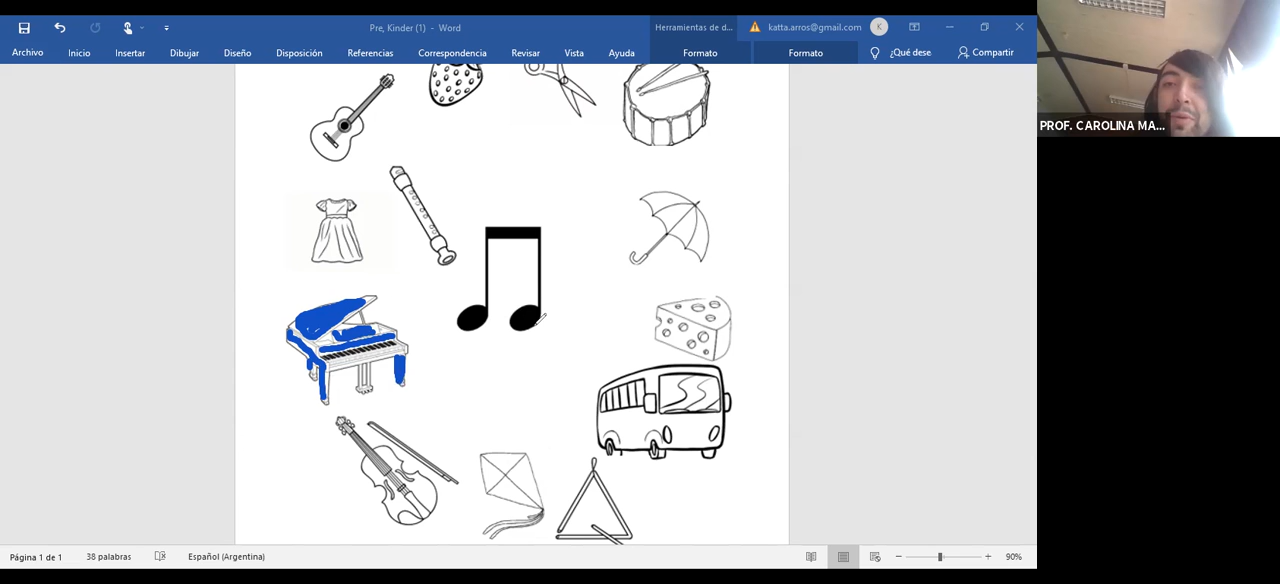 Pre, Kinder (1) - Word
Herramientas de d...
katta.arros@gmail.com
K
Archivo Inicio Insertar Dibujar Diseño Disposición Referencias Correspondencia Revisar Vista Ayuda Formato Formato ¿Qué dese Compartir
PROF. CAROLINA MA...
Página 1 de 1 38 palabras Español (Argentina) 90%